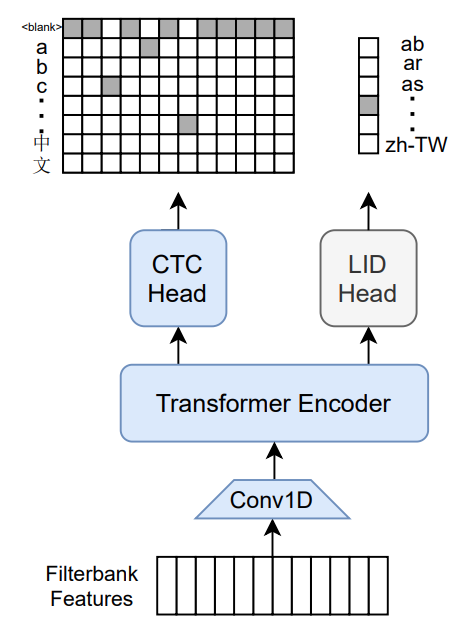 <blank>
a
b
c
.
.
.
中
文
ab
ar
as
.
.
.
zh-TW
CTC
Head
LID
Head
Transformer Encoder
Conv1D
Filterbank
Features